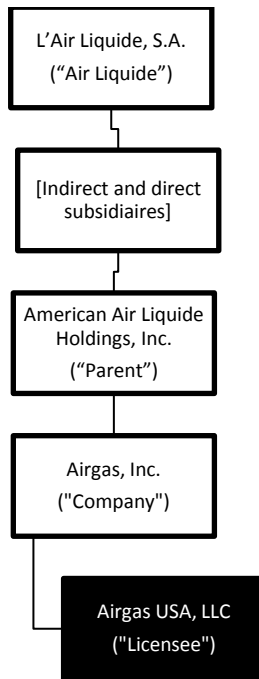 L’Air Liquide, S.A.
(“Air Liquide”)
[Indirect and direct
subsidiaires]
American Air Liquide
Holdings, Inc.
(“Parent”)
Airgas, Inc.
("Company")
Airgas USA, LLC
("Licensee")